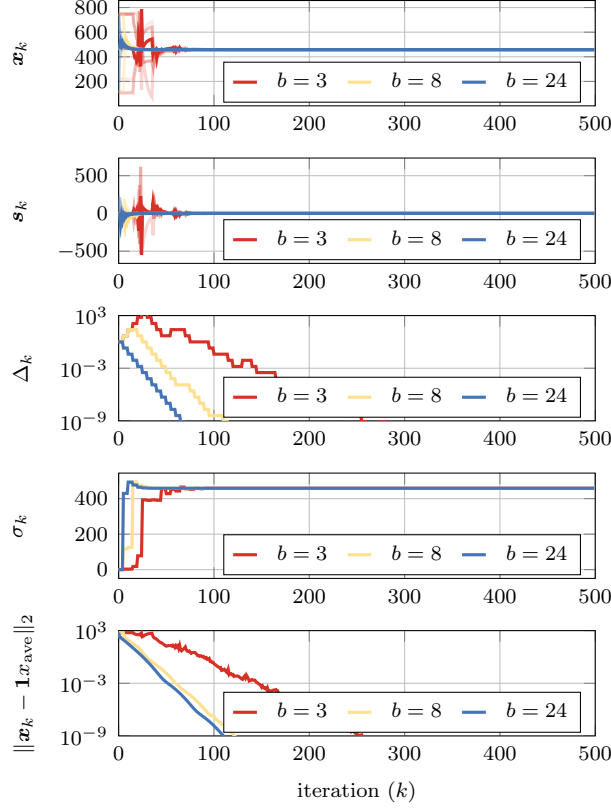 800
600
400
200
x_k
b = 3 b = 8 b = 24
0 100 200 300 400 500
500
0
−500
s_k
b = 3 b = 8 b = 24
0 100 200 300 400 500
10^3
10^−3
10^−9
Δ_k
b = 3 b = 8 b = 24
0 100 200 300 400 500
400
200
0
σ_k
b = 3 b = 8 b = 24
0 100 200 300 400 500
10^3
10^−3
10^−9
‖x_k − 1x_ave‖_2
b = 3 b = 8 b = 24
0 100 200 300 400 500
iteration (k)